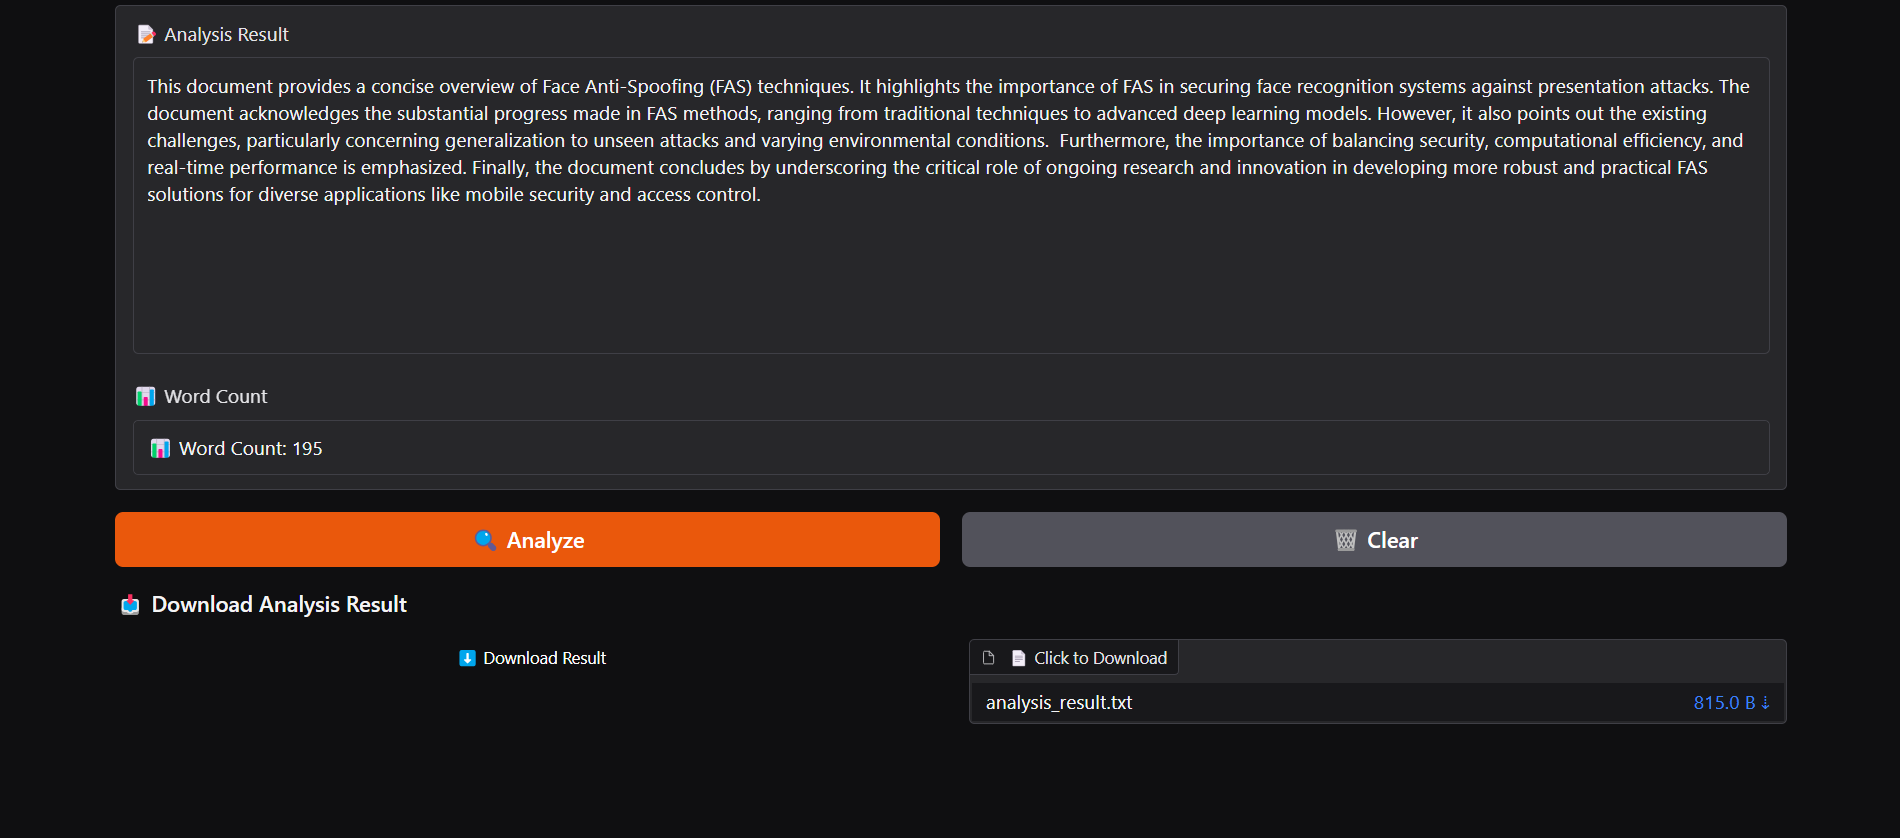 📝 Analysis Result
This document provides a concise overview of Face Anti-Spoofing (FAS) techniques. It highlights the importance of FAS in securing face recognition systems against presentation attacks. The
document acknowledges the substantial progress made in FAS methods, ranging from traditional techniques to advanced deep learning models. However, it also points out the existing
challenges, particularly concerning generalization to unseen attacks and varying environmental conditions.  Furthermore, the importance of balancing security, computational efficiency, and
real-time performance is emphasized. Finally, the document concludes by underscoring the critical role of ongoing research and innovation in developing more robust and practical FAS
solutions for diverse applications like mobile security and access control.
📊 Word Count
📊 Word Count: 195
🔍 Analyze
🗑️ Clear
📥 Download Analysis Result
⬇️ Download Result
📄 Click to Download
analysis_result.txt
815.0 B ⇣